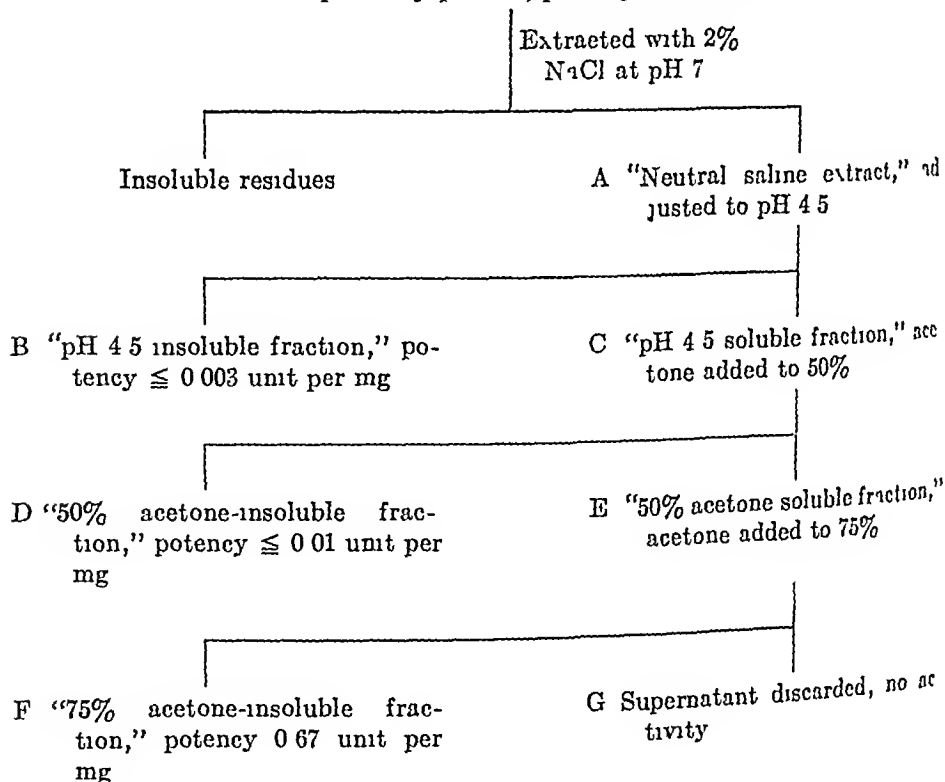 Extracted with 2%
NaCl at pH 7
Insoluble residues
A "Neutral saline extract," ad
justed to pH 4 5
B "pH 4 5 insoluble fraction," po-
tency ≦ 0 003 unit per mg
C "pH 4 5 soluble fraction," ace
tone added to 50%
D "50% acetone-insoluble frac-
tion," potency ≦ 0 01 unit per
mg
E "50% acetone soluble fraction,"
acetone added to 75%
F "75% acetone-insoluble frac-
tion," potency 0 67 unit per
mg
G Supernatant discarded, no ac
tivity